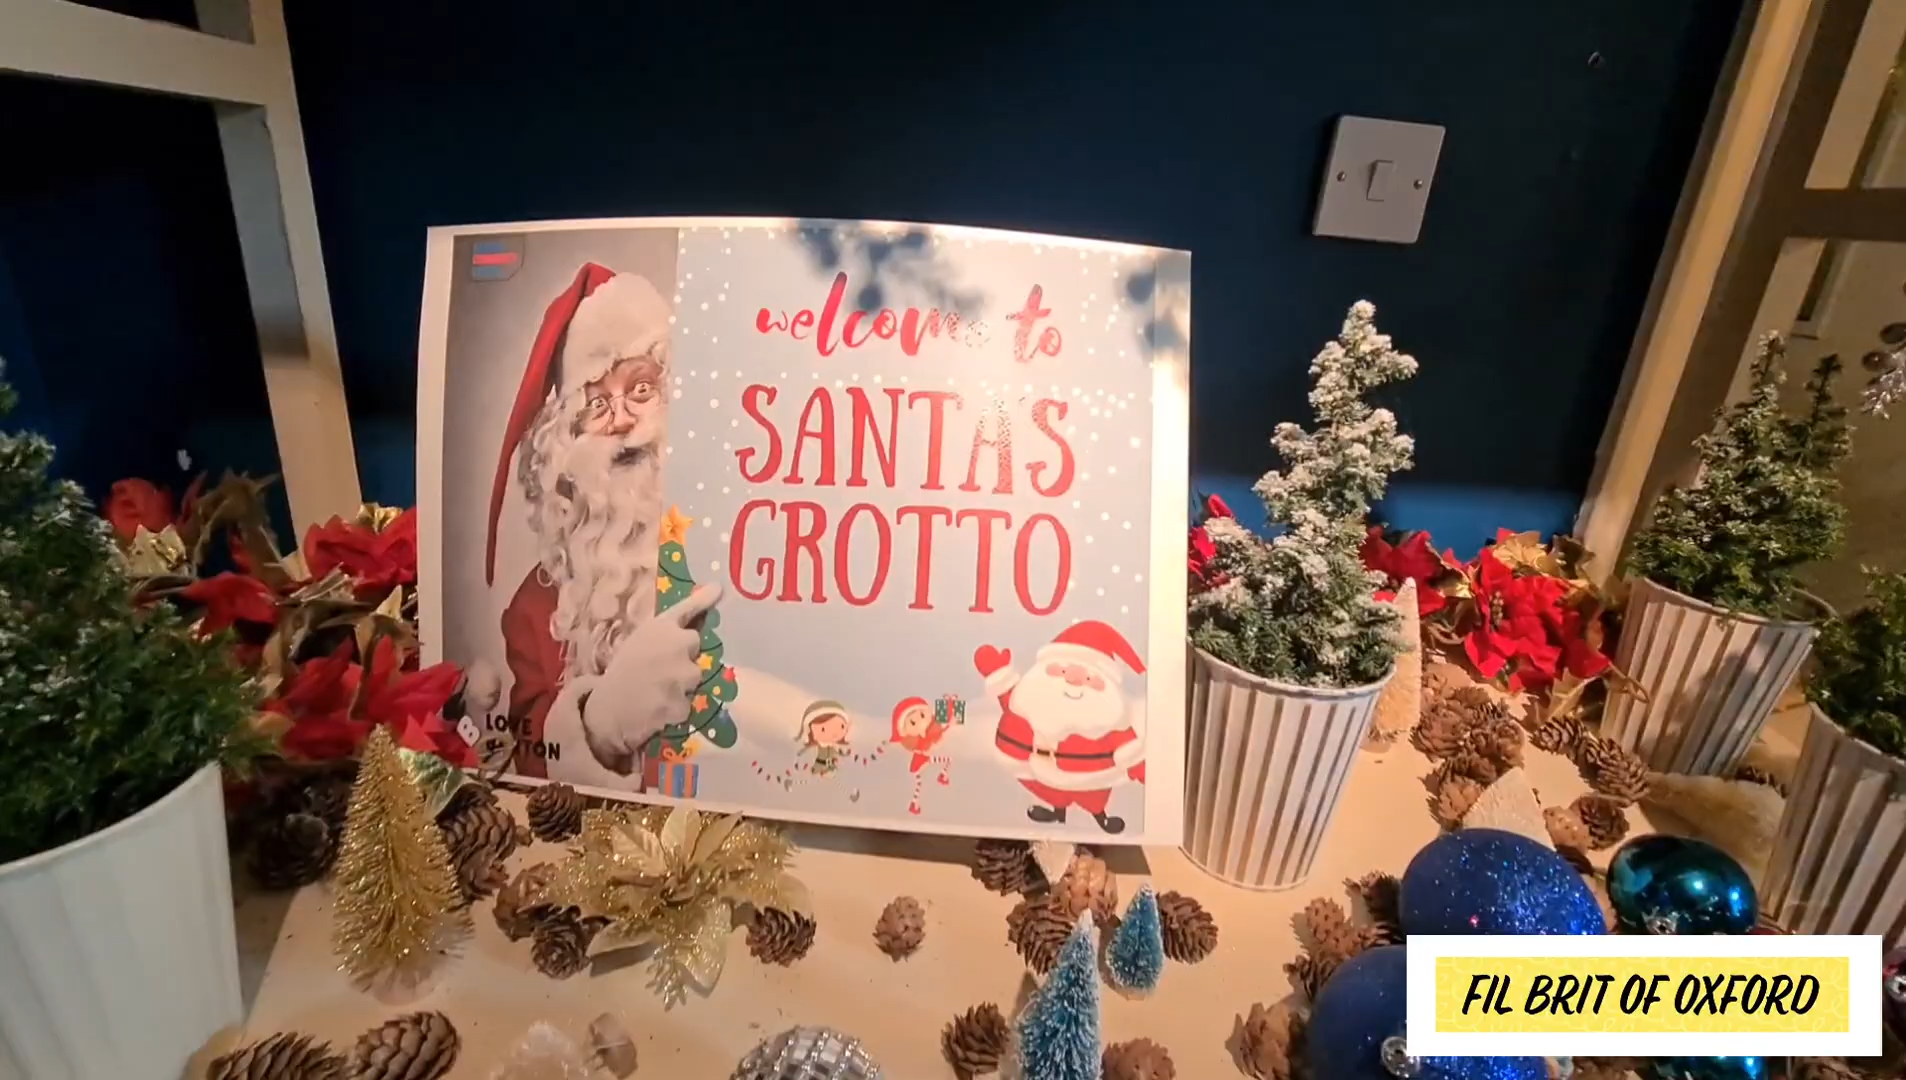 welcome to
SANTA'S
GROTTO
LOVE
FIL BRIT OF OXFORD